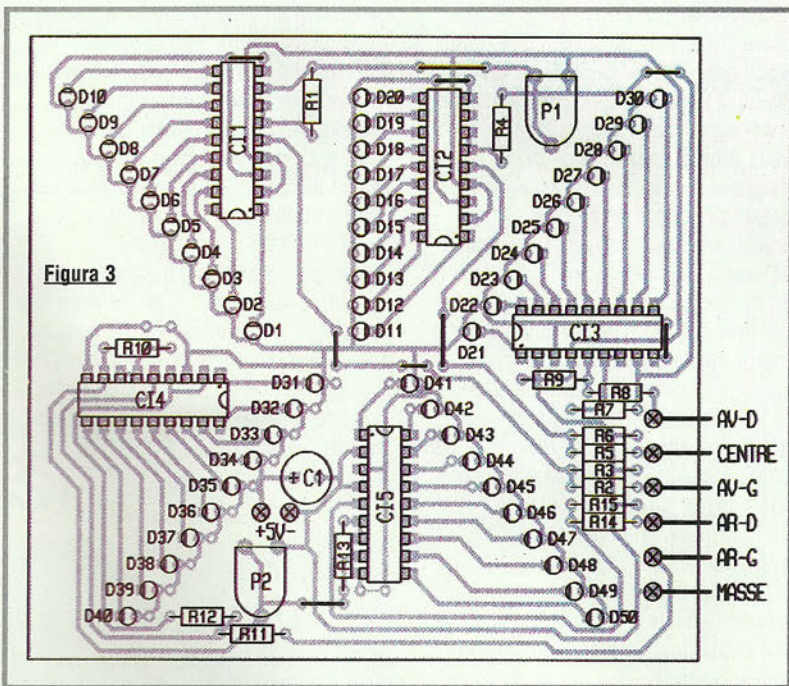 Figura 3
D10
D9
D8
D7
D6
D5
D4
D3
D2
D1
CI1
R1
D20
D19
D18
D17
D16
D15
D14
D13
D12
D11
CI2
R4
P1
D30
D29
D28
D27
D26
D25
D24
D23
D22
D21
CI3
R10
CI4
D31
D32
D33
D34
D35
D36
D37
D38
D39
D40
+ C1
+5V-
P2
R12
R11
R13
D41
D42
D43
D44
D45
D46
D47
D48
D49
D50
CI5
R9
R8
R7
R6
R5
R3
R2
R15
R14
AV-D
CENTRE
AV-G
AR-D
AR-G
MASSE